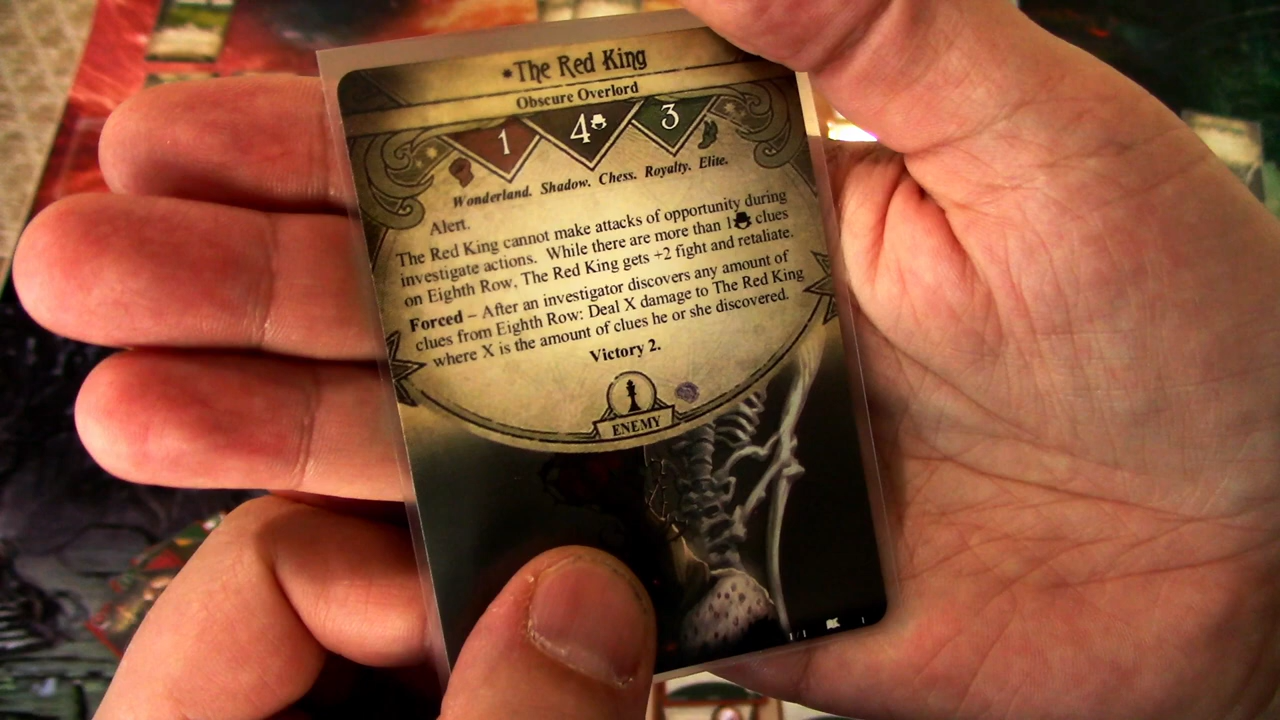 *The Red King
Obscure Overlord
1 4 3
Wonderland. Shadow. Chess. Royalty. Elite.
Alert.
The Red King cannot make attacks of opportunity during
investigate actions. While there are more than 1 clues
on Eighth Row, The Red King gets +2 fight and retaliate.
Forced – After an investigator discovers any amount of
clues from Eighth Row: Deal X damage to The Red King
where X is the amount of clues he or she discovered.
Victory 2.
ENEMY